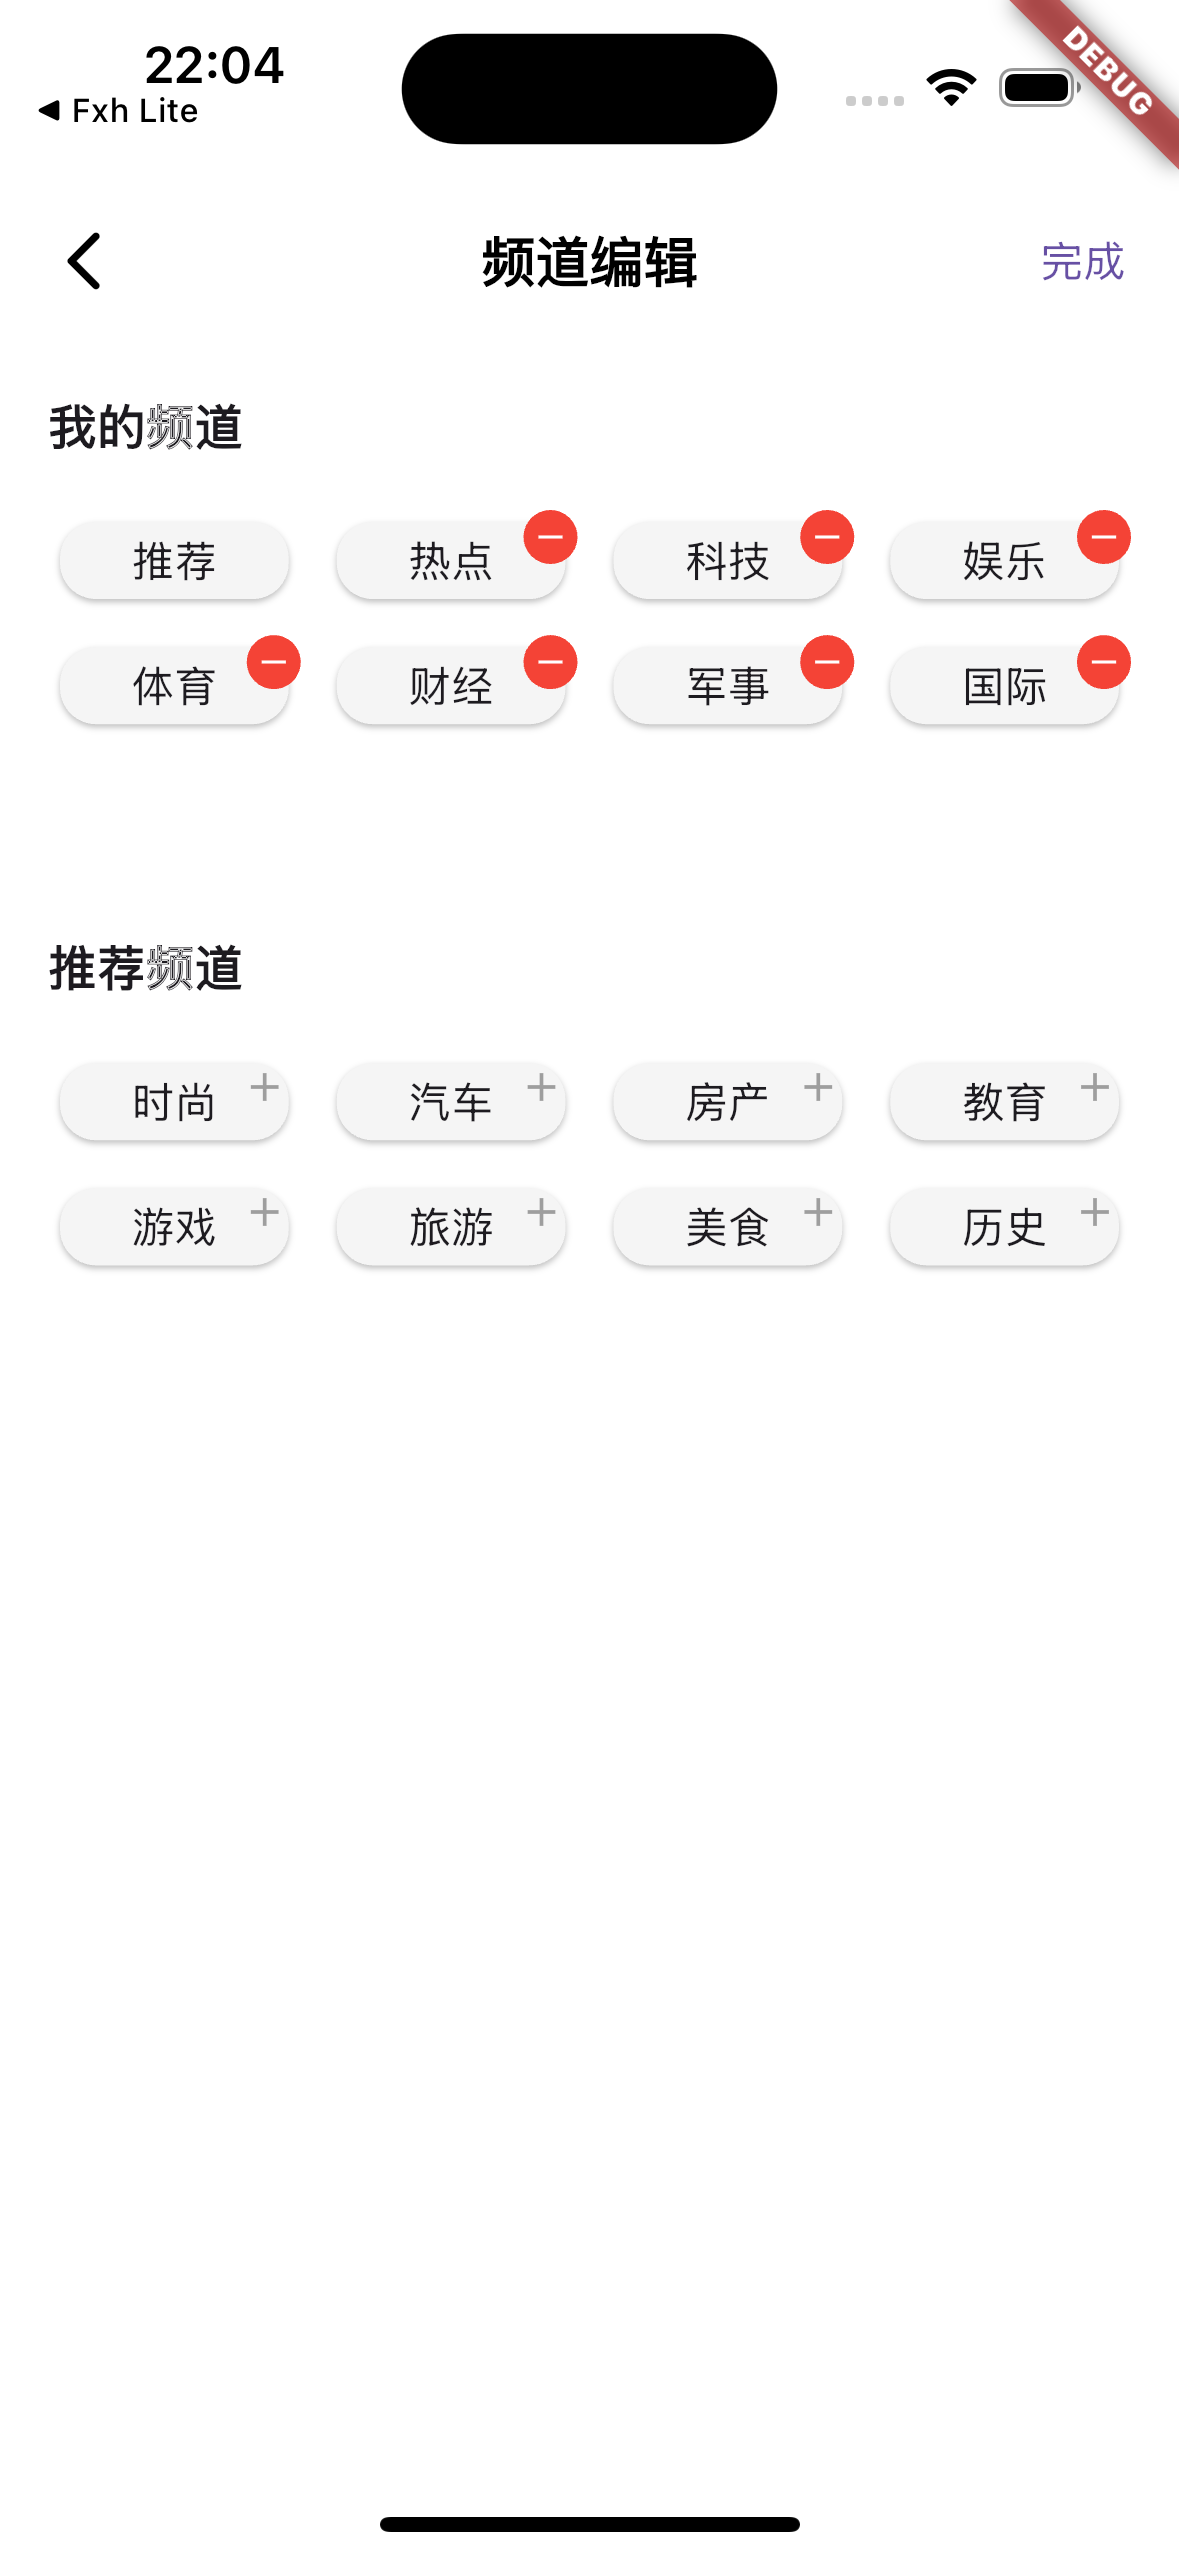 22:04
DEBUG
Fxh Lite
频道编辑
完成
我的频道
推荐 热点 科技 娱乐
体育 财经 军事 国际
推荐频道
时尚 汽车 房产 教育
游戏 旅游 美食 历史